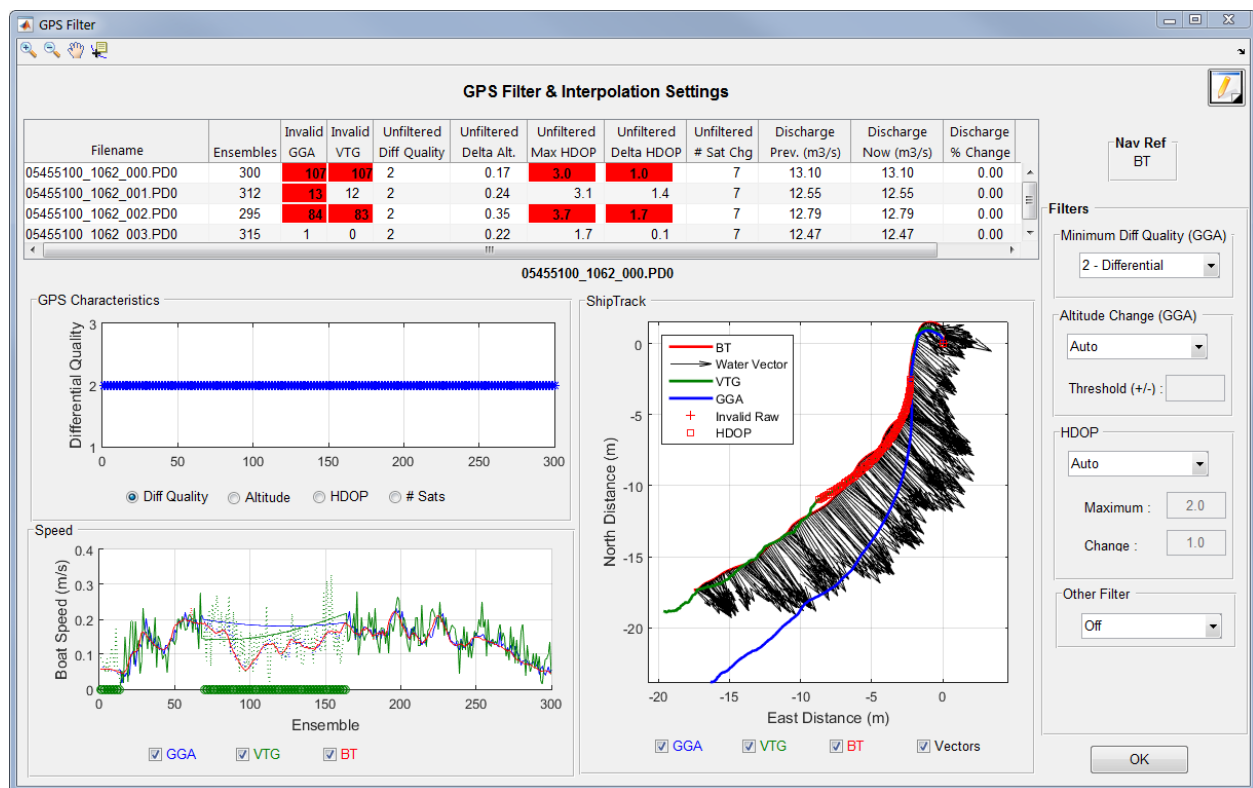 GPS Filter
GPS Filter & Interpolation Settings
Filename Ensembles Invalid GGA Invalid VTG Unfiltered Diff Quality Unfiltered Delta Alt. Unfiltered Max HDOP Unfiltered Delta HDOP Unfiltered # Sat Chg Discharge Prev. (m3/s) Discharge Now (m3/s) Discharge % Change
05455100_1062_000.PD0 300 107 107 2 0.17 3.0 1.0 7 13.10 13.10 0.00
05455100_1062_001.PD0 312 13 12 2 0.24 3.1 1.4 7 12.55 12.55 0.00
05455100_1062_002.PD0 295 84 83 2 0.35 3.7 1.7 7 12.79 12.79 0.00
05455100_1062_003.PD0 315 1 0 2 0.22 1.7 0.1 7 12.47 12.47 0.00
05455100_1062_000.PD0
Nav Ref
BT
Filters
Minimum Diff Quality (GGA)
2 - Differential
Altitude Change (GGA)
Auto
Threshold (+/-) :
HDOP
Auto
Maximum : 2.0
Change : 1.0
Other Filter
Off
OK
GPS Characteristics
Differential Quality
3
2
1
0 50 100 150 200 250 300
Diff Quality Altitude HDOP # Sats
Speed
Boat Speed (m/s)
0.4
0.3
0.2
0.1
0
0 50 100 150 200 250 300
Ensemble
GGA VTG BT
ShipTrack
BT
Water Vector
VTG
GGA
Invalid Raw
HDOP
North Distance (m)
0
-5
-10
-15
-20
-20 -15 -10 -5 0
East Distance (m)
GGA VTG BT Vectors